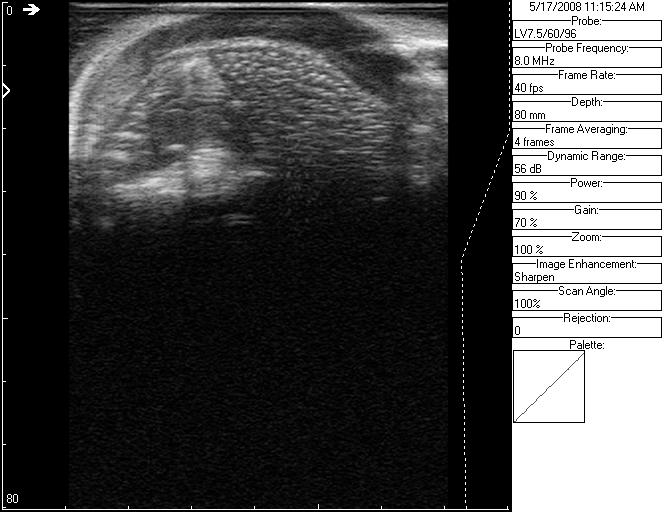 0
80
5/17/2008 11:15:24 AM
Probe:
LV7.5/60/96
Probe Frequency:
8.0 MHz
Frame Rate:
40 fps
Depth:
80 mm
Frame Averaging:
4 frames
Dynamic Range:
56 dB
Power:
90 %
Gain:
70 %
Zoom:
100 %
Image Enhancement:
Sharpen
Scan Angle:
100%
Rejection:
0
Palette: